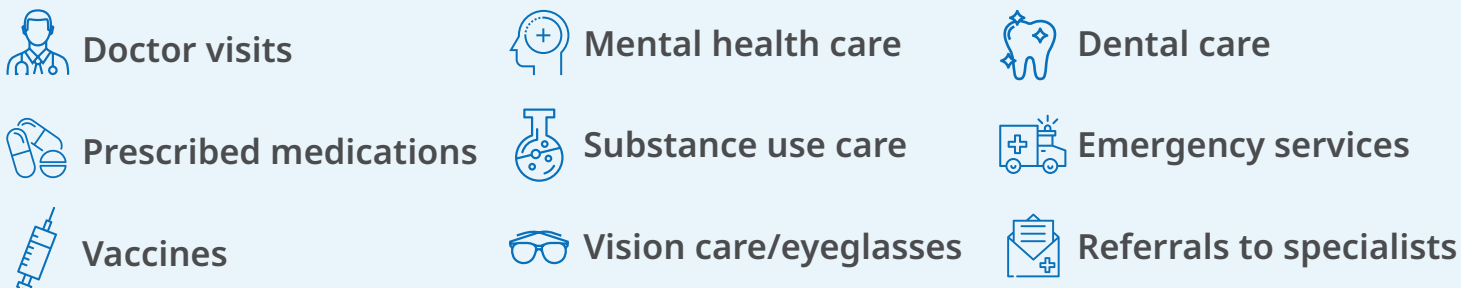 Doctor visits
Mental health care
Dental care
Prescribed medications
Substance use care
Emergency services
Vaccines
Vision care/eyeglasses
Referrals to specialists